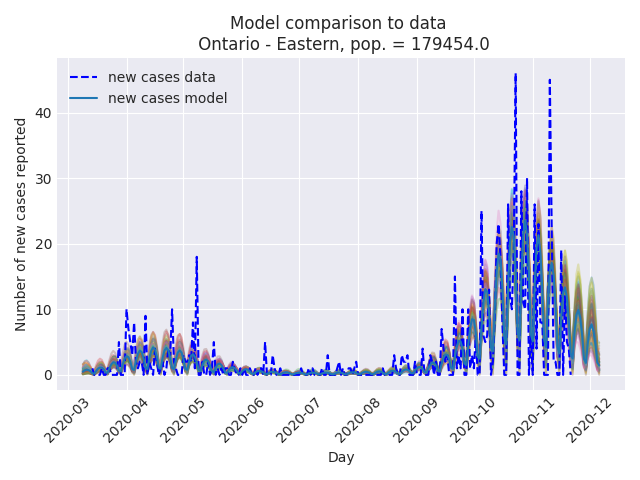 Model comparison to data
Ontario - Eastern, pop. = 179454.0
new cases data
new cases model
Number of new cases reported
40
30
20
10
0
2020-03
2020-04
2020-05
2020-06
2020-07
2020-08
2020-09
2020-10
2020-11
2020-12
Day